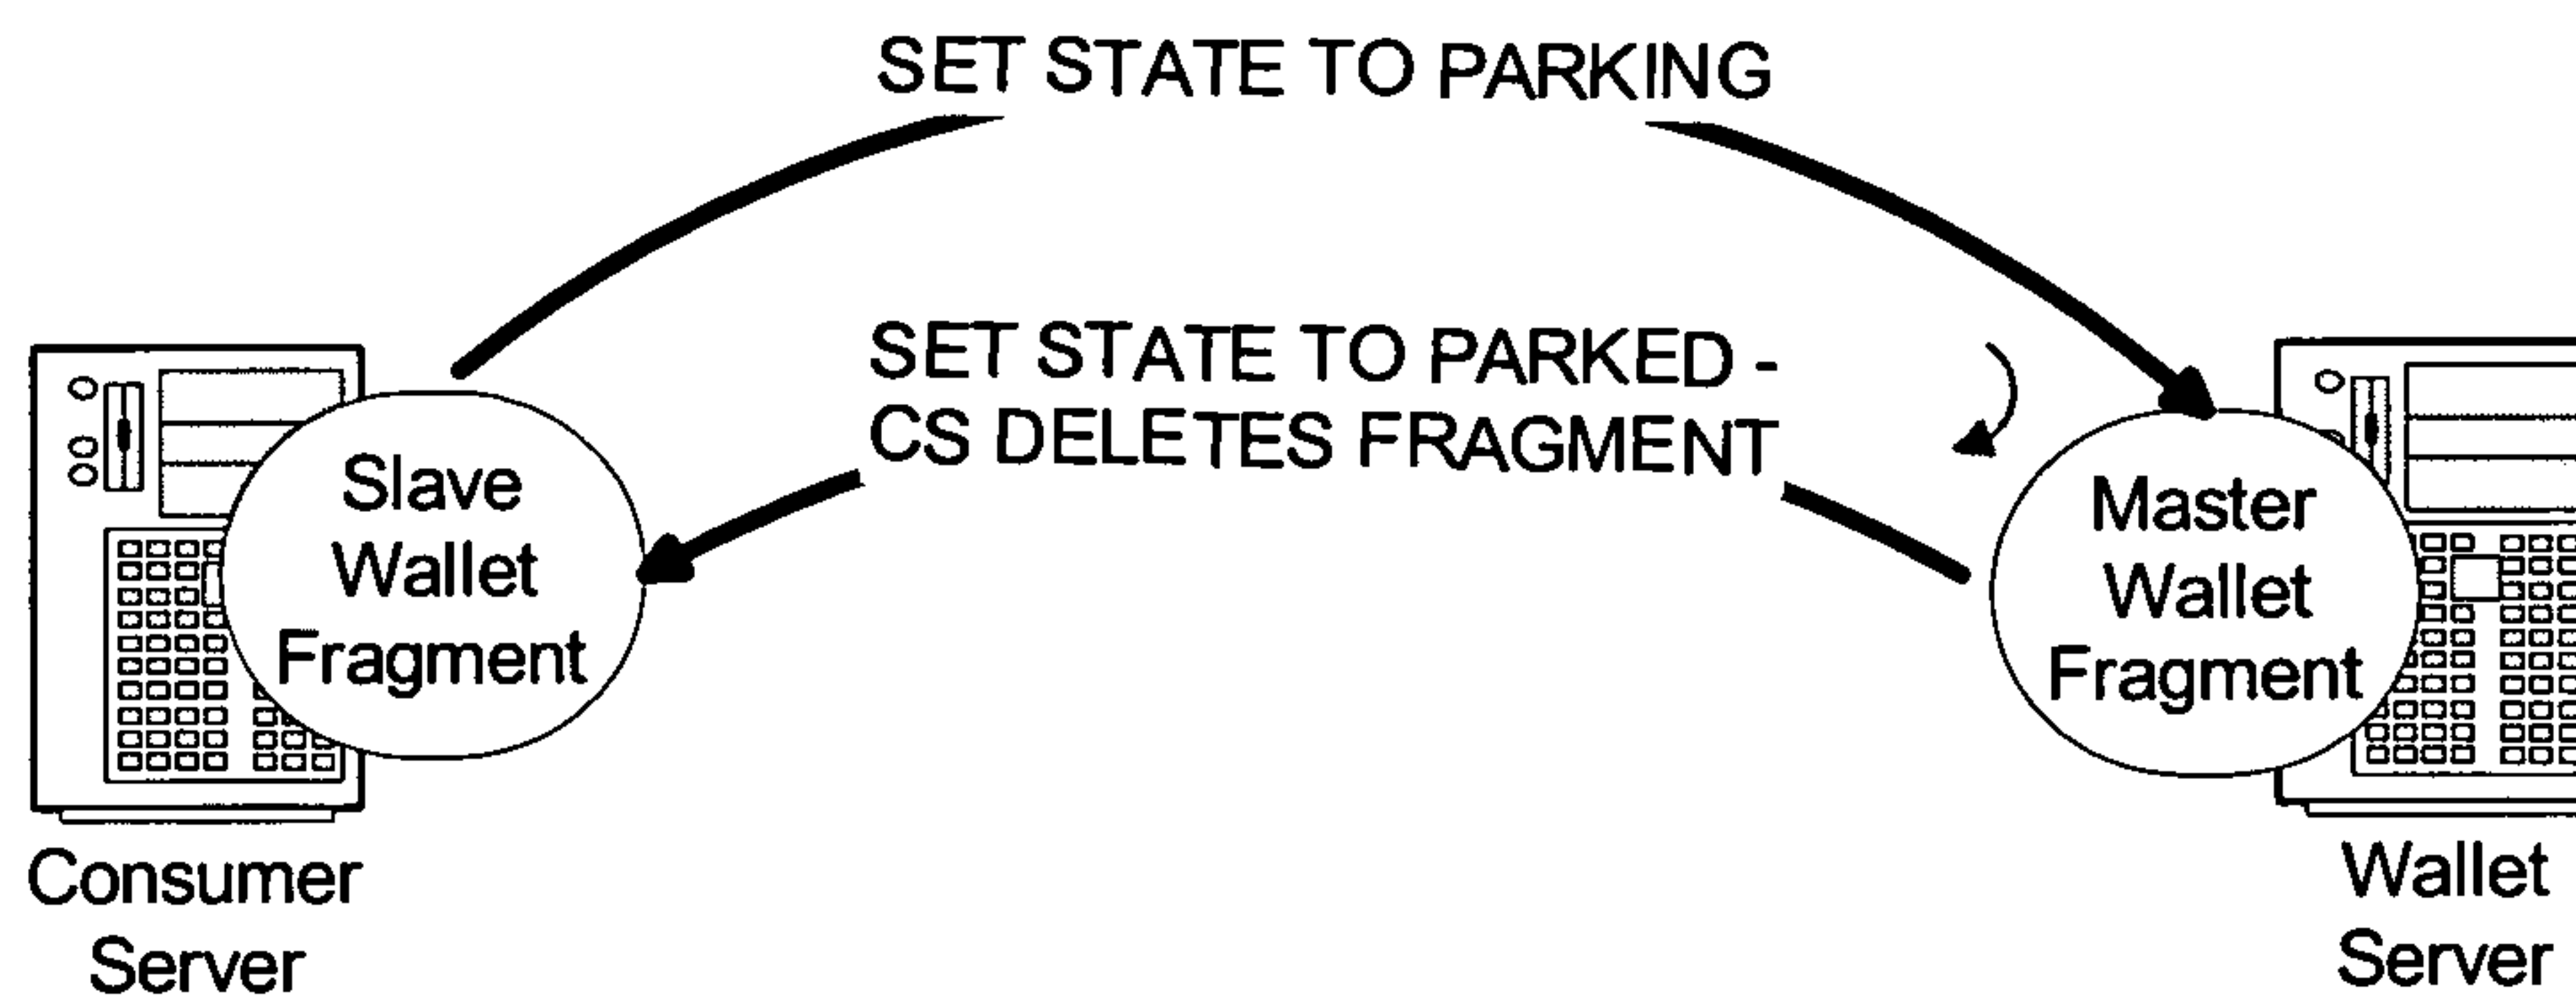 SET STATE TO PARKING
SET STATE TO PARKED -
CS DELETES FRAGMENT
Slave
Wallet
Fragment
Master
Wallet
Fragment
Consumer
Server
Wallet
Server